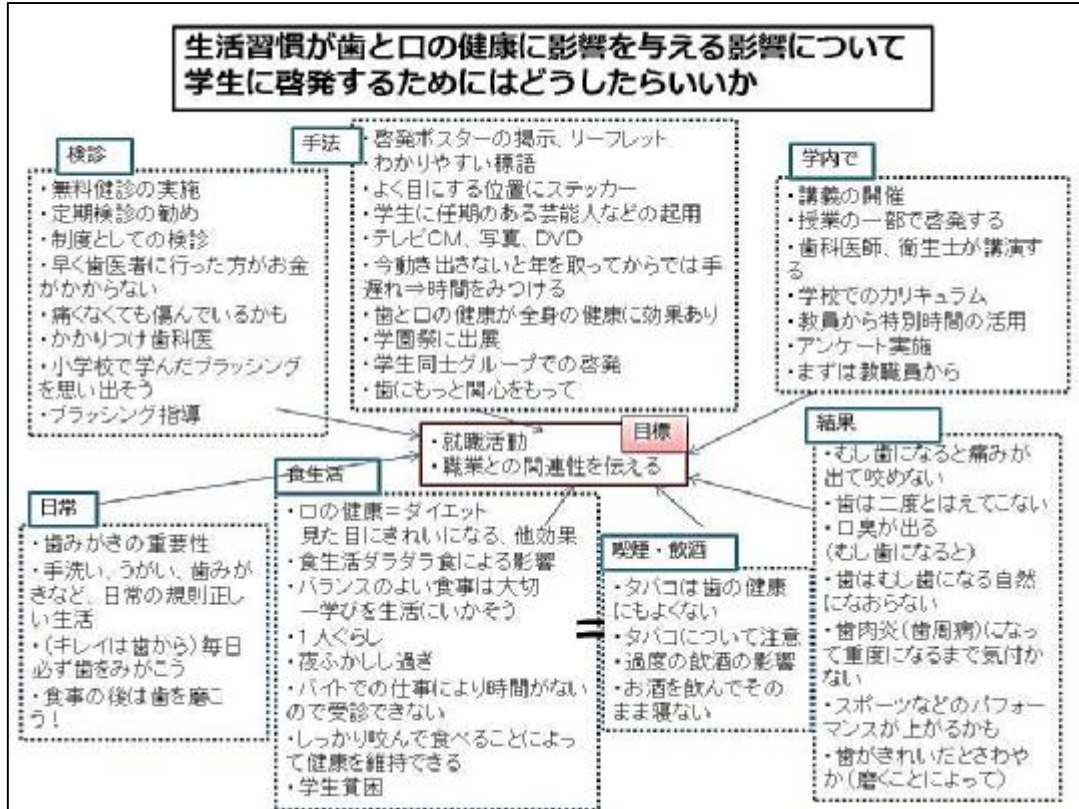 生活習慣が歯と口の健康に影響を与える影響について
学生に啓発するためにはどうしたらいいか
検診
・無料健診の実施
・定期検診の勧め
・制度としての検診
・早く歯医者に行った方がお金
がかからない
・痛くなくても傷んでいるかも
・かかりつけ歯科医
・小学校で学んだブラッシング
を思い出そう
・ブラッシング指導
手法
・啓発ポスターの掲示、リーフレット
・わかりやすい標語
・よく目にする位置にステッカー
・学生に任期のある芸能人などの起用
・テレビCM、写真、DVD
・今動き出さないと年を取ってからでは手
遅れ⇒時間をみつける
・歯と口の健康が全身の健康に効果あり
・学園祭に出展
・学生同士グループでの啓発
・歯にもっと関心をもって
学内で
・講義の開催
・授業の一部で啓発する
・歯科医師、衛生士が講演す
る
・学校でのカリキュラム
・教員から特別時間の活用
・アンケート実施
・まずは教職員から
目標
・就職活動
・職業との関連性を伝える
日常
・歯みがきの重要性
・手洗い、うがい、歯みが
きなど、日常の規則正し
い生活
・(キレイは歯から)毎日
必ず歯をみがこう
・食事の後は歯を磨こ
う!
食生活
・口の健康=ダイエット
見た目にきれいになる、他効果
・食生活ダラダラ食による影響
・バランスのよい食事は大切
―学びを生活にいかそう
・1人ぐらし
・夜ふかしし過ぎ
・バイトでの仕事により時間がない
ので受診できない
・しっかり咬んで食べることによっ
て健康を維持できる
・学生貧困
=
喫煙・飲酒
・タバコは歯の健康
にもよくない
・タバコについて注意
・過度の飲酒の影響
・お酒を飲んでその
まま寝ない
結果
・むし歯になると痛みが
出て咬めない
・歯は二度とはえてこない
・口臭が出る
(むし歯になると)
・歯はむし歯になる自然
になおらない
・歯肉炎(歯周病)になっ
て重度になるまで気付か
ない
・スポーツなどのパフォー
マンスが上がるかも
・歯がきれいだとさわや
か(磨くことによって)